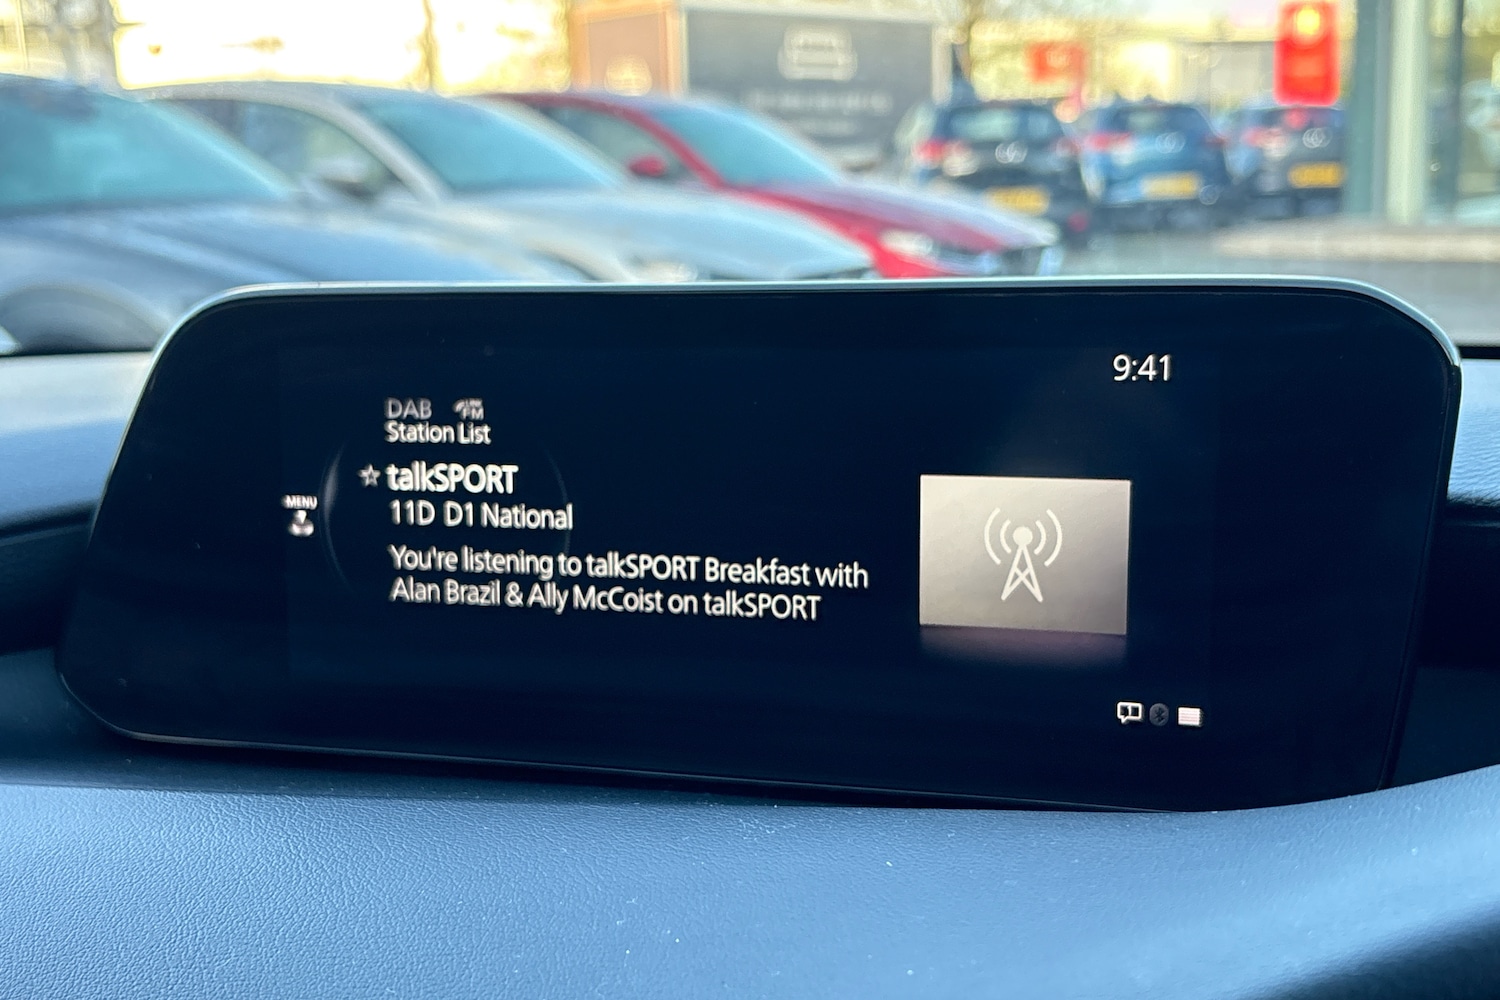 9:41
DAB FM
Station List
talkSPORT
11D D1 National
MENU
You're listening to talkSPORT Breakfast with
Alan Brazil & Ally McCoist on talkSPORT
1